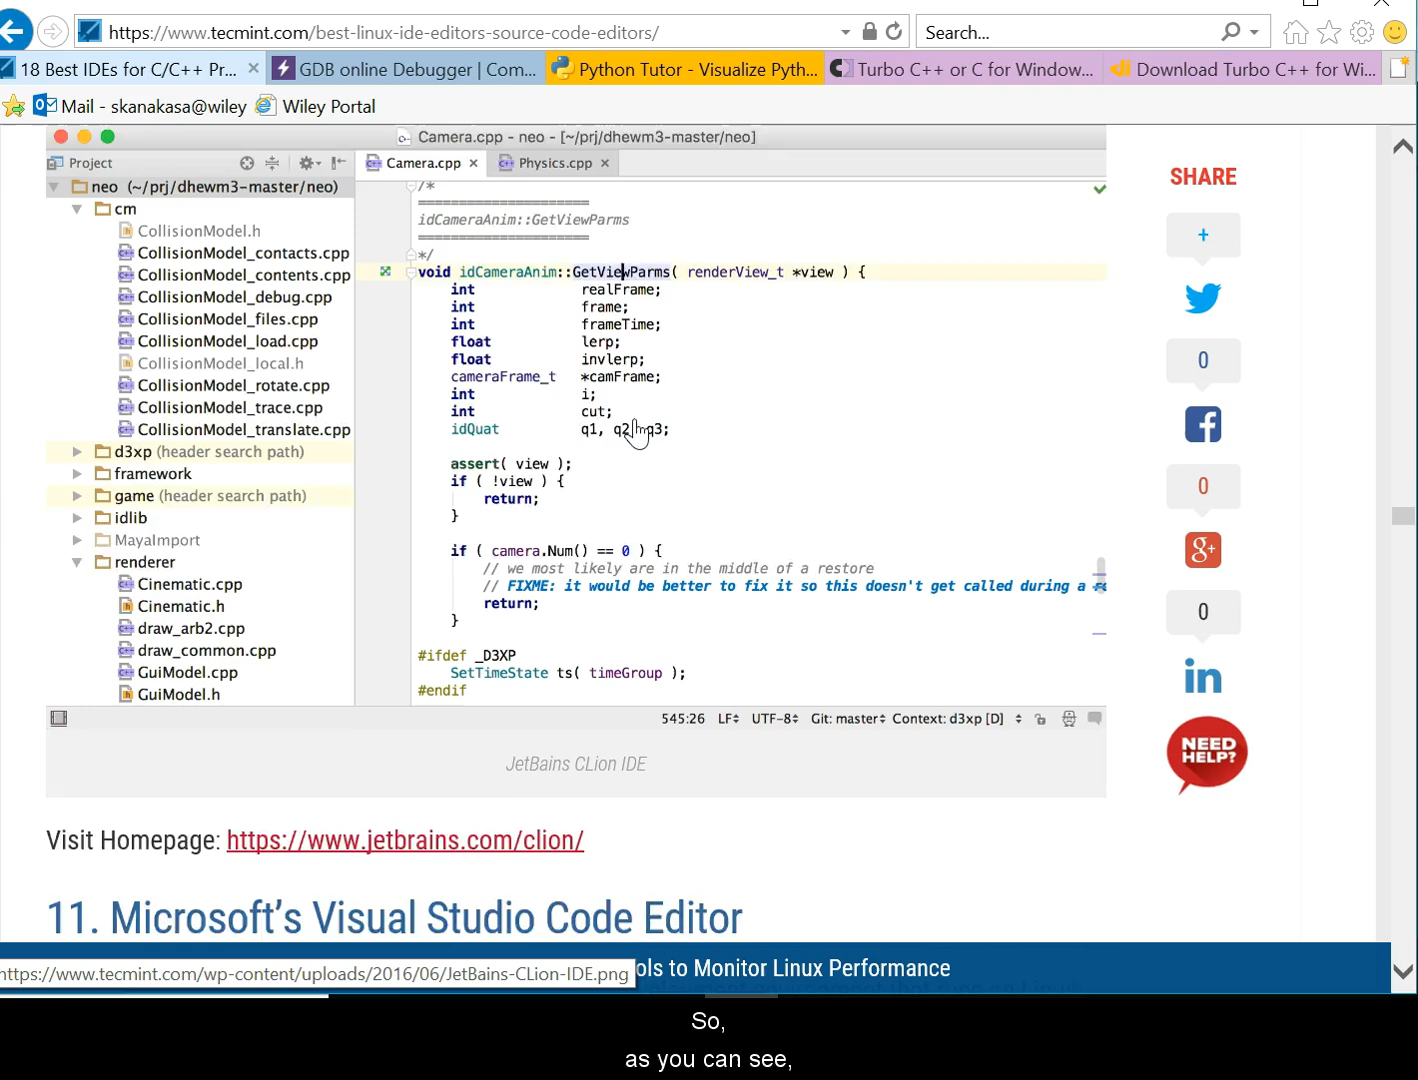 https://www.tecmint.com/best-linux-ide-editors-source-code-editors/
Search...
18 Best IDEs for C/C++ Pr...
GDB online Debugger | Com...
Python Tutor - Visualize Pyth...
Turbo C++ or C for Window...
Download Turbo C++ for Wi...
Mail - skanakasa@wiley
Wiley Portal
Camera.cpp - neo - [~/prj/dhewm3-master/neo]
Project
Camera.cpp
Physics.cpp
neo (~/prj/dhewm3-master/neo)
cm
CollisionModel.h
CollisionModel_contacts.cpp
CollisionModel_contents.cpp
CollisionModel_debug.cpp
CollisionModel_files.cpp
CollisionModel_load.cpp
CollisionModel_local.h
CollisionModel_rotate.cpp
CollisionModel_trace.cpp
CollisionModel_translate.cpp
d3xp (header search path)
framework
game (header search path)
idlib
MayaImport
renderer
Cinematic.cpp
Cinematic.h
draw_arb2.cpp
draw_common.cpp
GuiModel.cpp
GuiModel.h
/*
=====================
idCameraAnim::GetViewParms
=====================
*/
void idCameraAnim::GetViewParms( renderView_t *view ) {
int realFrame;
int frame;
int frameTime;
float lerp;
float invlerp;
cameraFrame_t *camFrame;
int i;
int cut;
idQuat q1, q2, q3;
assert( view );
if ( !view ) {
return;
}
if ( camera.Num() == 0 ) {
// we most likely are in the middle of a restore
// FIXME: it would be better to fix it so this doesn't get called during a
return;
}
#ifdef _D3XP
SetTimeState ts( timeGroup );
#endif
545:26 LF UTF-8 Git: master Context: d3xp [D]
JetBains CLion IDE
SHARE
+
0
0
g+
0
in
NEED
HELP?
Visit Homepage: https://www.jetbrains.com/clion/
11. Microsoft's Visual Studio Code Editor
ols to Monitor Linux Performance
https://www.tecmint.com/wp-content/uploads/2016/06/JetBains-CLion-IDE.png
So,
as you can see,